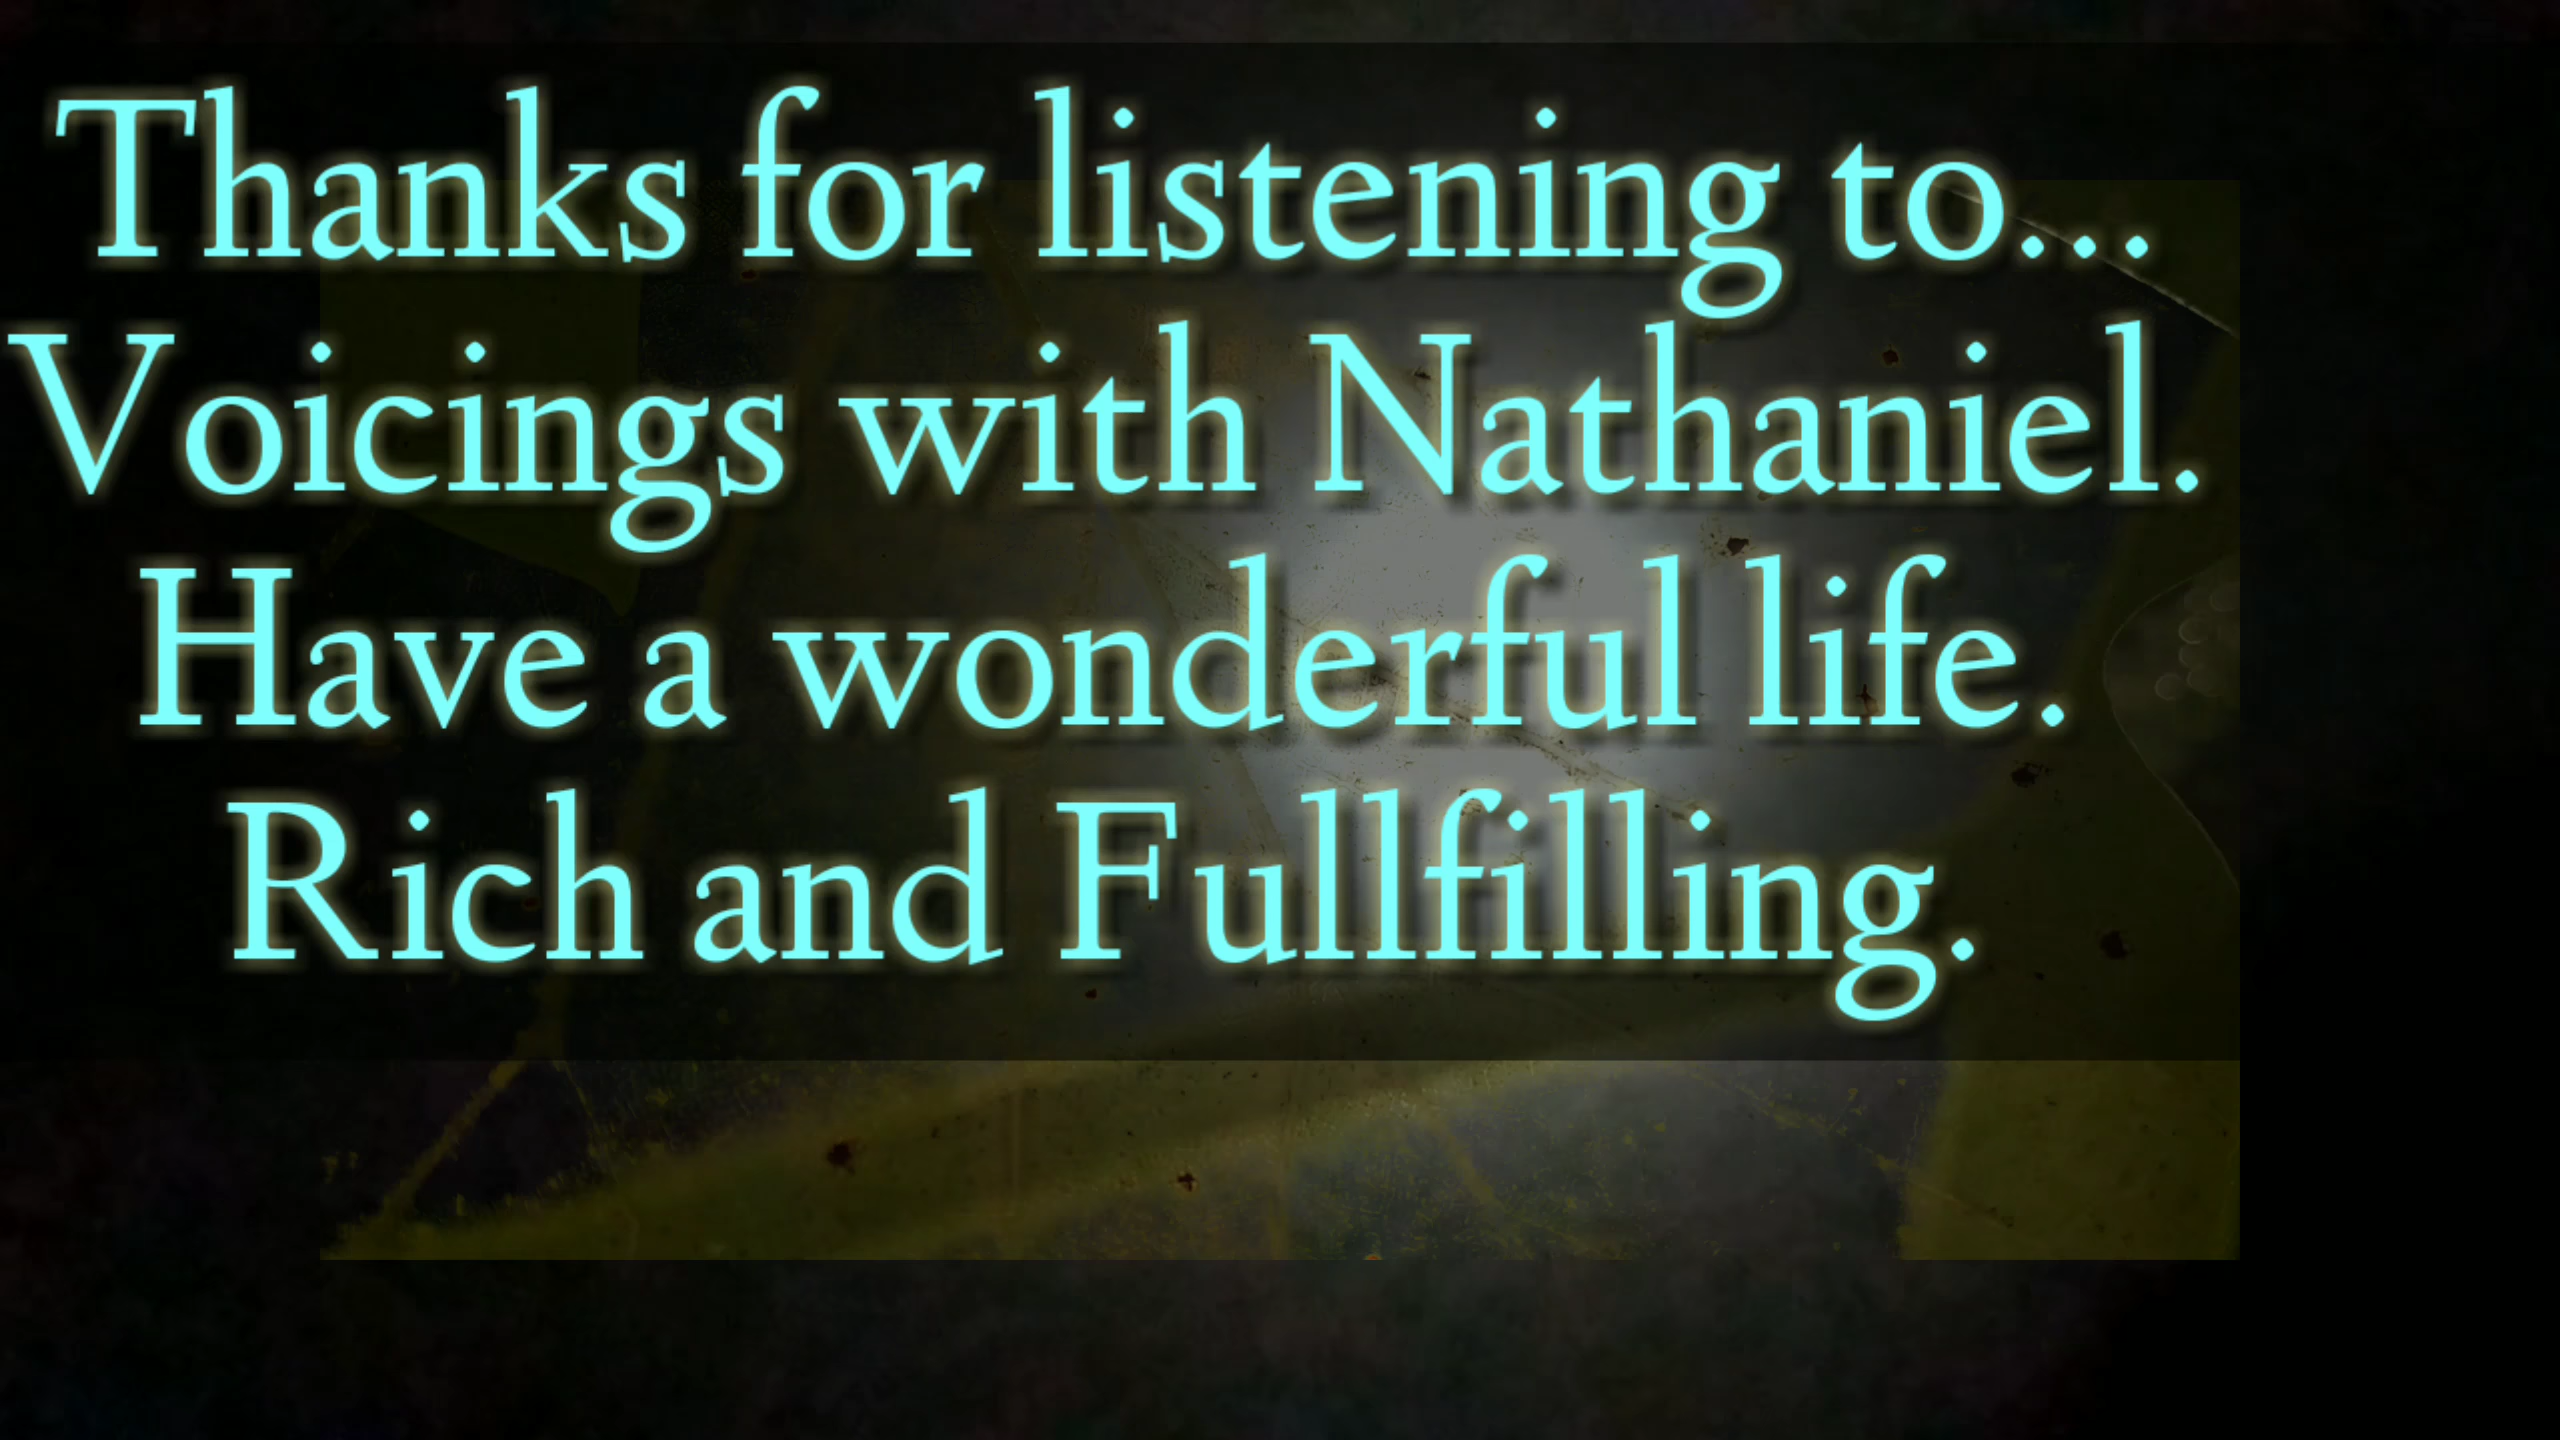 Thanks for listening to...
Voicings with Nathaniel.
Have a wonderful life.
Rich and Fullfilling.